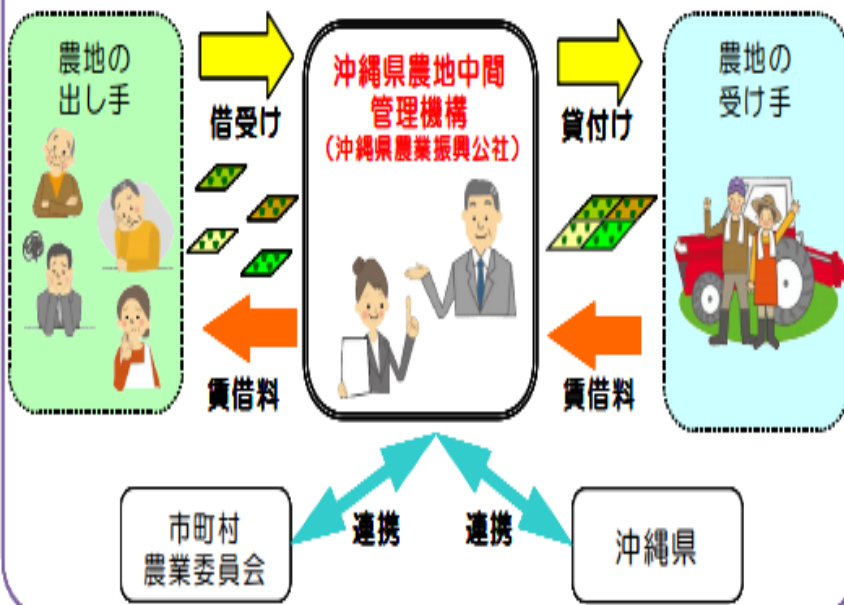 農地の
出し手
借受け
賃借料
沖縄県農地中間
管理機構
（沖縄県農業振興公社）
貸付け
賃借料
農地の
受け手
市町村
農業委員会
連携
連携
沖縄県